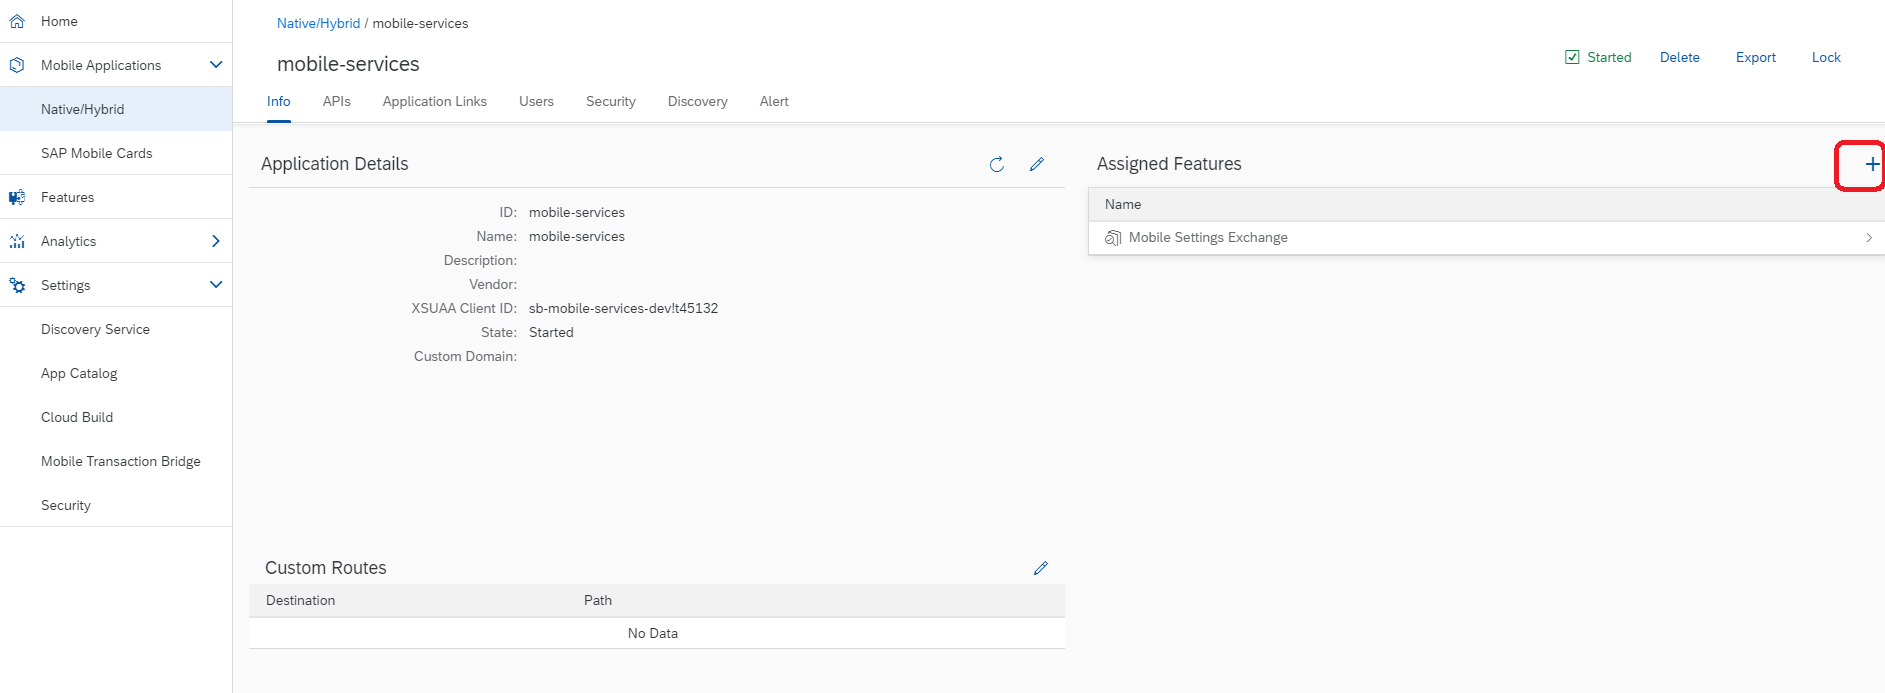 Home
Mobile Applications
Native/Hybrid
SAP Mobile Cards
Features
Analytics
Settings
Discovery Service
App Catalog
Cloud Build
Mobile Transaction Bridge
Security
Native/Hybrid / mobile-services
mobile-services
Started Delete Export Lock
Info APIs Application Links Users Security Discovery Alert
Application Details
ID: mobile-services
Name: mobile-services
Description:
Vendor:
XSUAA Client ID: sb-mobile-services-dev!t45132
State: Started
Custom Domain:
Custom Routes
Destination Path
No Data
Assigned Features
Name
Mobile Settings Exchange